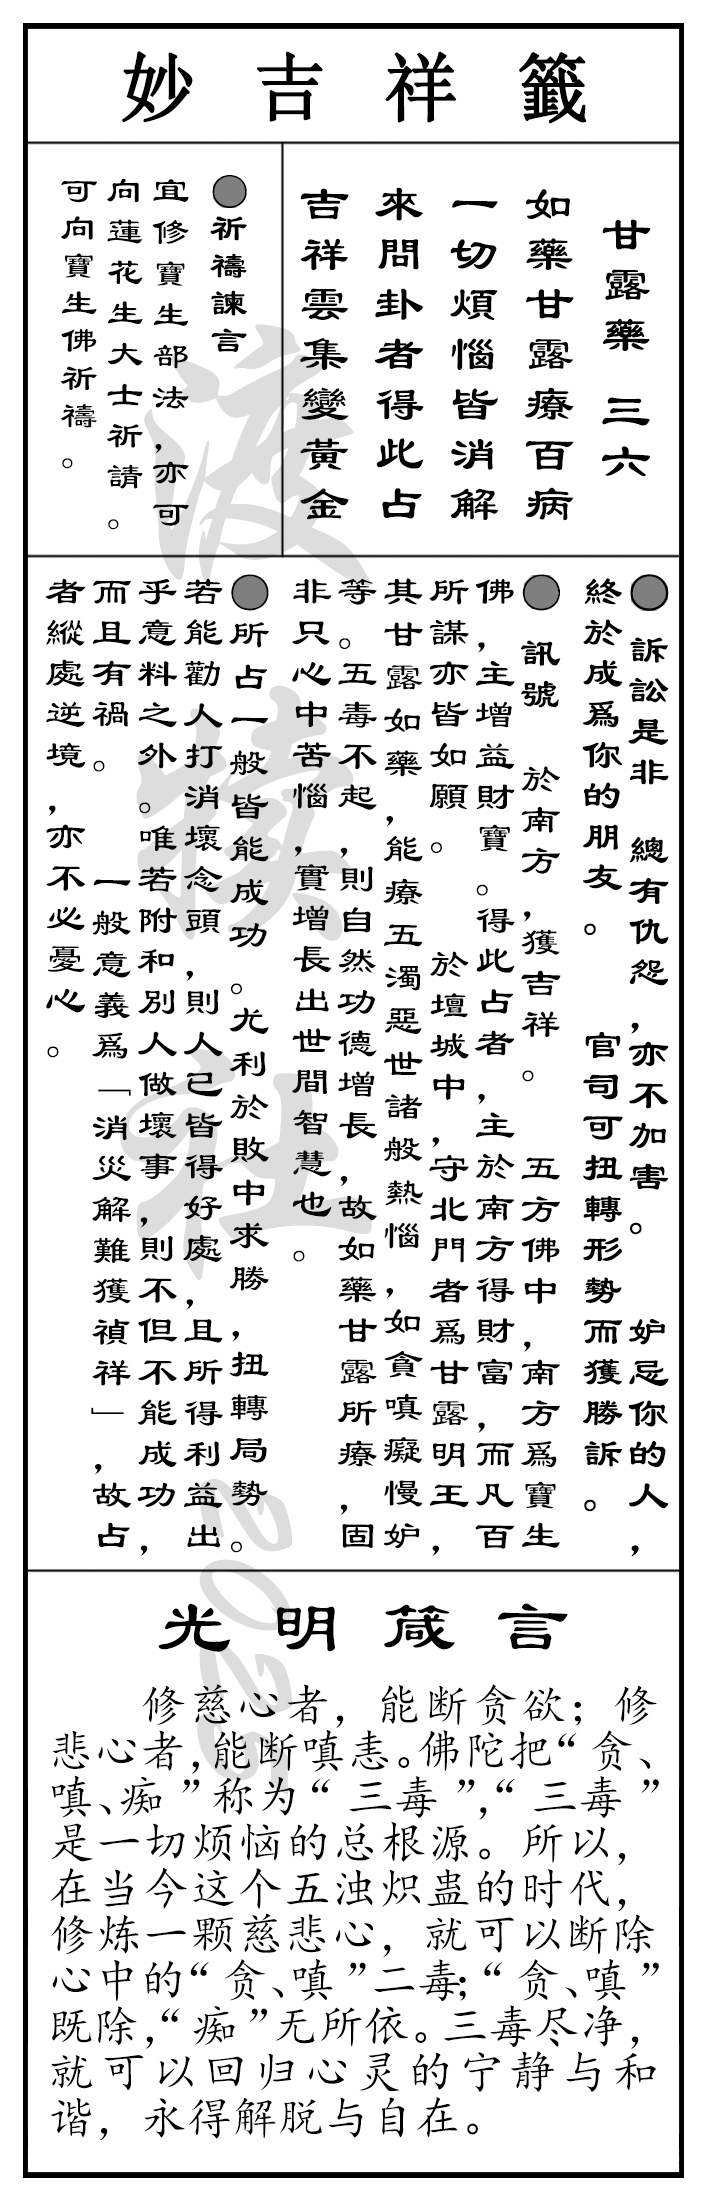 妙吉祥籤
甘露藥 三六
如藥甘露療百病
一切煩惱皆消解
來問卦者得此占
吉祥雲集變黃金
●祈禱諫言
宜修寶生部法,亦可
向蓮花生大士祈請。
可向寶生佛祈禱。
●訴訟是非 總有仇怨,亦不加害。 妒忌你的人,
終於成爲你的朋友。 官司可扭轉形勢而獲勝訴。
●訊號 於南方,獲吉祥。 五方佛中,南方爲寶生
佛,主增益財寶。得此占者,主於南方得財富,而凡百
所謀亦皆如願。 於壇城中,守北門者爲甘露明王,
其甘露如藥,能療五濁惡世諸般熱惱,如貪嗔癡慢妒
等。五毒不起,則自然功德增長,故如藥甘露所療,固
非只心中苦惱,實增長出世間智慧也。
●所占一般皆能成功。尤利於敗中求勝,扭轉局勢。
若能勸人打消壞念頭,則人己皆得好處,且所得利益出
乎意料之外。唯若附和別人做壞事,則不但不能成功,
而且有禍。 一般意義爲「消災解難獲禎祥」,故占
者縱處逆境,亦不必憂心。
光明箴言
修慈心者，能断贪欲；修
悲心者,能断嗔恚。佛陀把“贪、
嗔、痴”称为“三毒”,“三毒”
是一切烦恼的总根源。所以，
在当今这个五浊炽蛊的时代，
修炼一颗慈悲心，就可以断除
心中的“贪、嗔”二毒;“贪、嗔”
既除,“痴”无所依。三毒尽净，
就可以回归心灵的宁静与和
谐，永得解脱与自在。